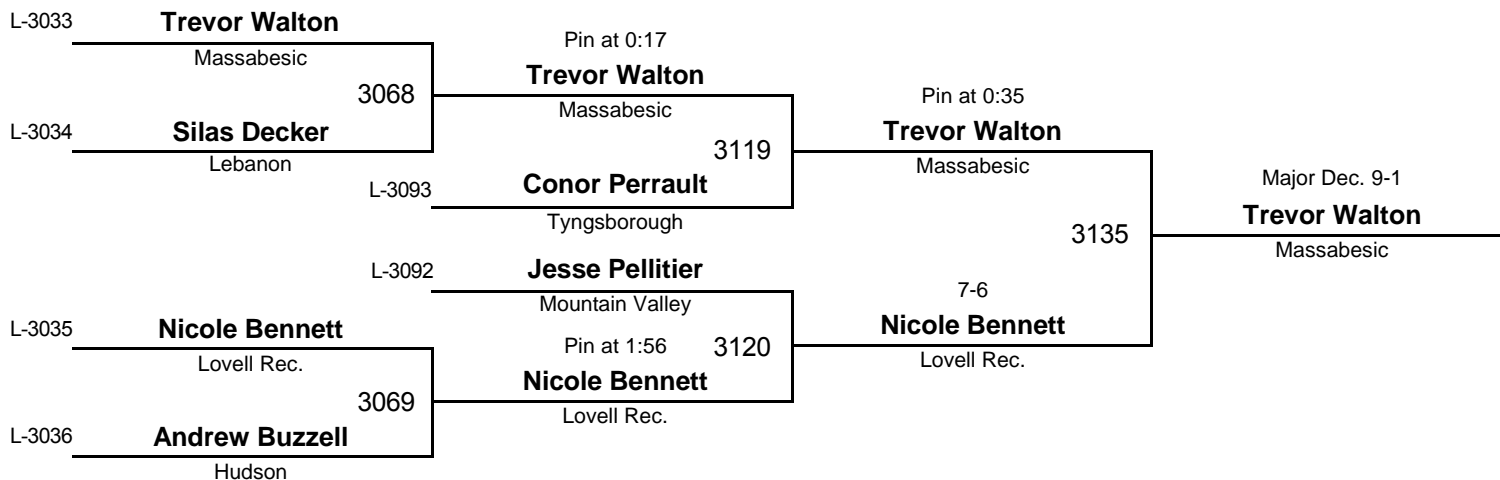 L-3033
Trevor Walton
Massabesic
3068
L-3034
Silas Decker
Lebanon
Pin at 0:17
Trevor Walton
Massabesic
3119
L-3093
Conor Perrault
Tyngsborough
Pin at 0:35
Trevor Walton
Massabesic
3135
Major Dec. 9-1
Trevor Walton
Massabesic
L-3092
Jesse Pellitier
Mountain Valley
3120
L-3035
Nicole Bennett
Lovell Rec.
3069
L-3036
Andrew Buzzell
Hudson
Pin at 1:56
Nicole Bennett
Lovell Rec.
7-6
Nicole Bennett
Lovell Rec.